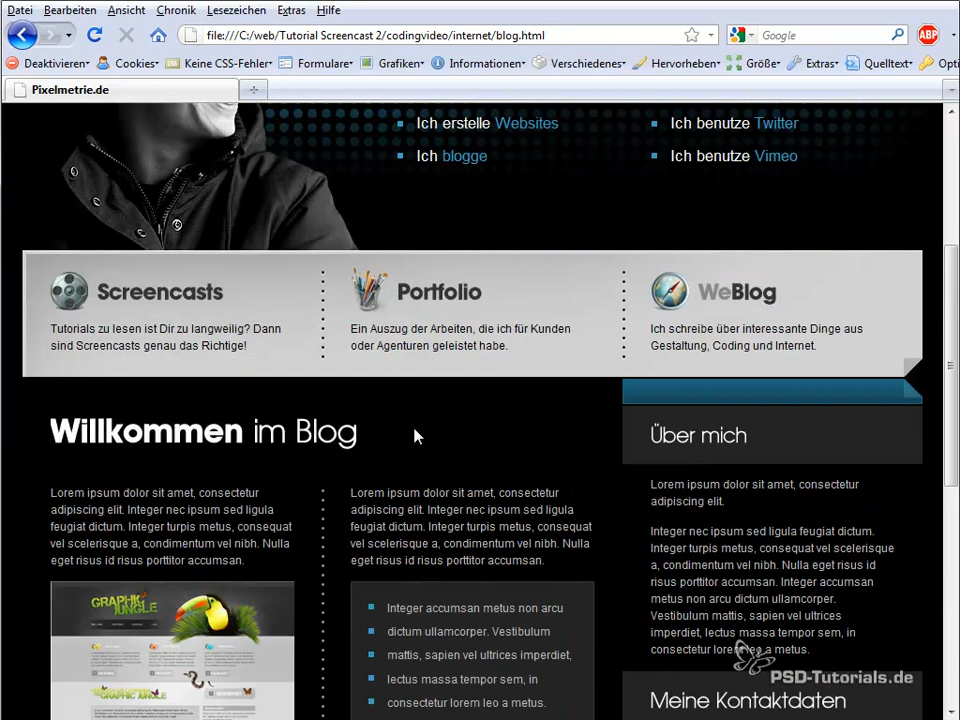 Datei Bearbeiten Ansicht Chronik Lesezeichen Extras Hilfe
file:///C:/web/Tutorial Screencast 2/codingvideo/internet/blog.html
Google
ABP
Deaktivieren Cookies Keine CSS-Fehler Formulare Grafiken Informationen Verschiedenes Hervorheben Größe Extras Quelltext Opti
Pixelmetrie.de
Ich erstelle Websites
Ich benutze Twitter
Ich blogge
Ich benutze Vimeo
Screencasts
Tutorials zu lesen ist Dir zu langweilig? Dann
sind Screencasts genau das Richtige!
Portfolio
Ein Auszug der Arbeiten, die ich für Kunden
oder Agenturen geleistet habe.
WeBlog
Ich schreibe über interessante Dinge aus
Gestaltung, Coding und Internet.
Willkommen im Blog
Lorem ipsum dolor sit amet, consectetur
adipiscing elit. Lorem ipsum dolor sit amet,
consectetur adipiscing elit. Integer nec
ipsum sed ligula
feugiat dictum. Integer turpis metus, consequat
vel scelerisque a, condimentum vel nibh. Nulla
eget risus id risus porttitor accumsan.
GRAPHIK
JUNGLE
Lorem ipsum dolor sit amet, consectetur
adipiscing elit. Integer nec ipsum sed ligula
feugiat dictum. Integer turpis metus, consequat
vel scelerisque a, condimentum vel nibh. Nulla
eget risus id risus porttitor accumsan.
Integer accumsan metus non arcu
dictum ullamcorper. Vestibulum
mattis, sapien vel ultrices imperdiet,
lectus massa tempor sem, in
consectetur lorem leo a metus.
Über mich
Lorem ipsum dolor sit amet, consectetur
adipiscing elit.
Integer nec ipsum sed ligula feugiat dictum.
Integer turpis metus, consequat vel scelerisque
a, condimentum vel nibh. Nulla eget risus id
risus porttitor accumsan. Integer accumsan
metus non arcu dictum ullamcorper.
Vestibulum mattis, sapien vel ultrices
imperdiet, lectus massa tempor sem, in
consectetur lorem leo a metus.
Meine Kontaktdaten
PSD-Tutorials.de